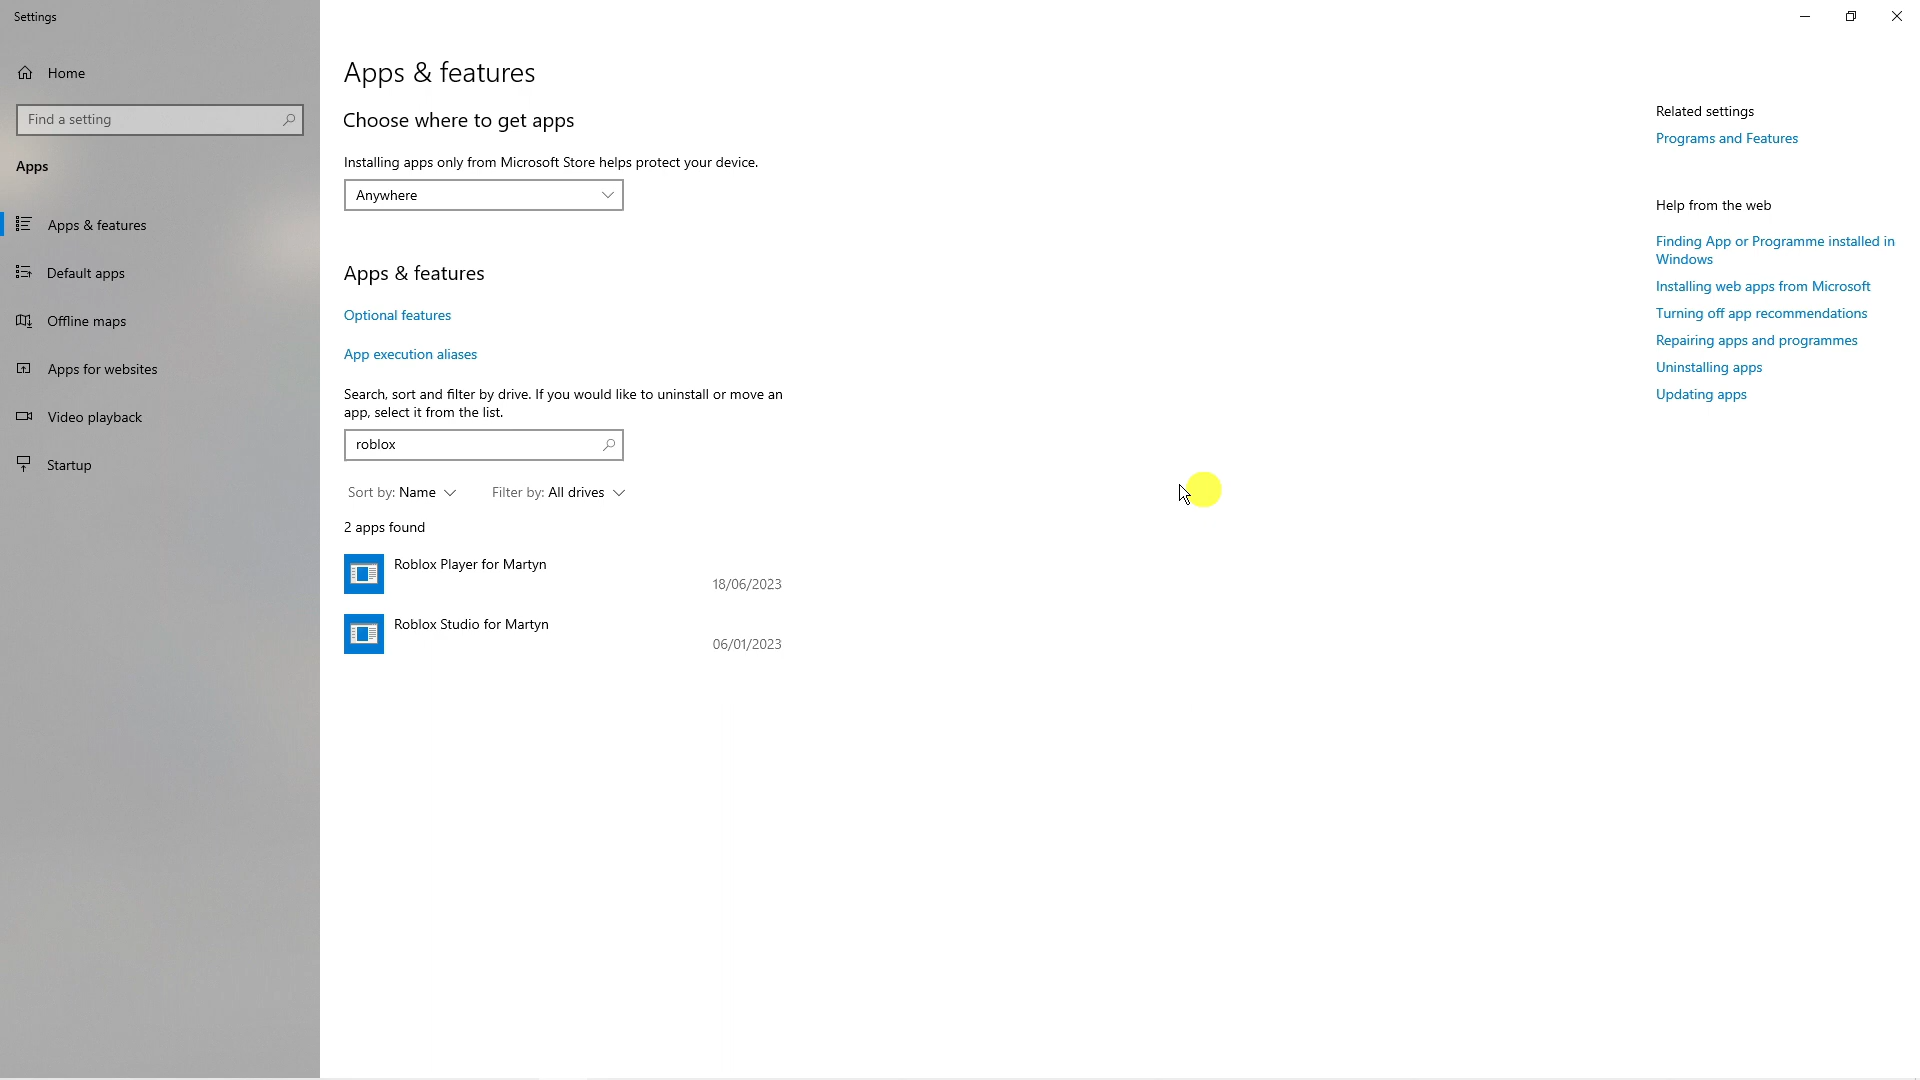 Settings
Home
Find a setting
Apps
Apps & features
Default apps
Offline maps
Apps for websites
Video playback
Startup
Apps & features
Choose where to get apps
Installing apps only from Microsoft Store helps protect your device.
Anywhere
Apps & features
Optional features
App execution aliases
Search, sort and filter by drive. If you would like to uninstall or move an
app, select it from the list.
roblox
Sort by: Name
Filter by: All drives
2 apps found
Roblox Player for Martyn
18/06/2023
Roblox Studio for Martyn
06/01/2023
Related settings
Programs and Features
Help from the web
Finding App or Programme installed in
Windows
Installing web apps from Microsoft
Turning off app recommendations
Repairing apps and programmes
Uninstalling apps
Updating apps